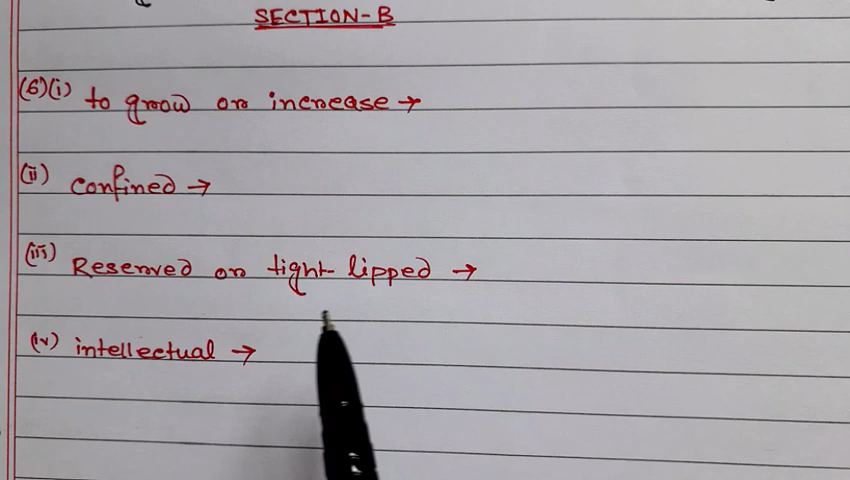 SECTION-B
(6)(i) to grow or increase →
(ii) confined →
(iii) Reserved or tight-lipped →
(iv) intellectual →